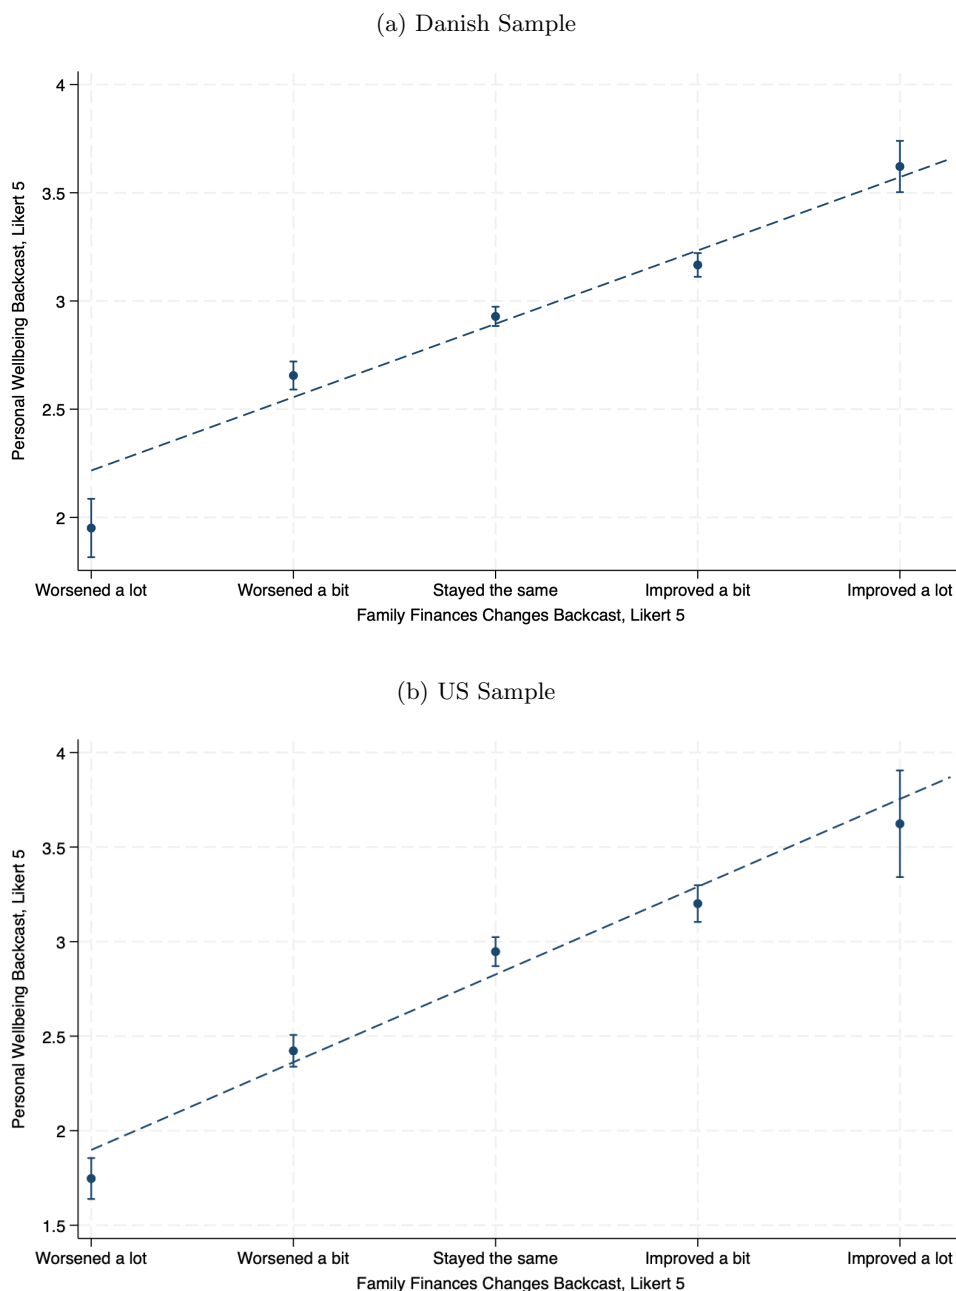 (a) Danish Sample
4
3.5
3
2.5
2
Personal Wellbeing Backcast, Likert 5
Worsened a lot Worsened a bit Stayed the same Improved a bit Improved a lot
Family Finances Changes Backcast, Likert 5
(b) US Sample
4
3.5
3
2.5
2
1.5
Personal Wellbeing Backcast, Likert 5
Worsened a lot Worsened a bit Stayed the same Improved a bit Improved a lot
Family Finances Changes Backcast, Likert 5